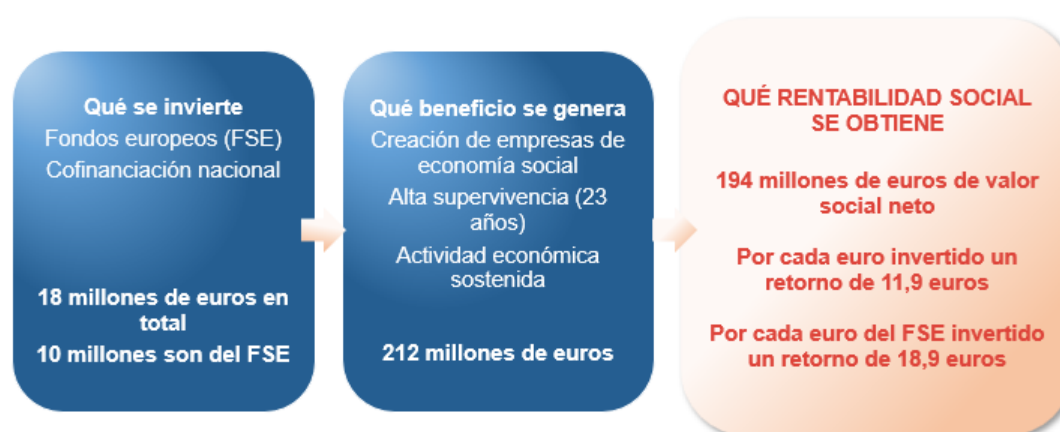 Qué se invierte
Fondos europeos (FSE)
Cofinanciación nacional
18 millones de euros en
total
10 millones son del FSE
Qué beneficio se genera
Creación de empresas de
economía social
Alta supervivencia (23
años)
Actividad económica
sostenida
212 millones de euros
QUÉ RENTABILIDAD SOCIAL
SE OBTIENE
194 millones de euros de valor
social neto
Por cada euro invertido un
retorno de 11,9 euros
Por cada euro del FSE invertido
un retorno de 18,9 euros